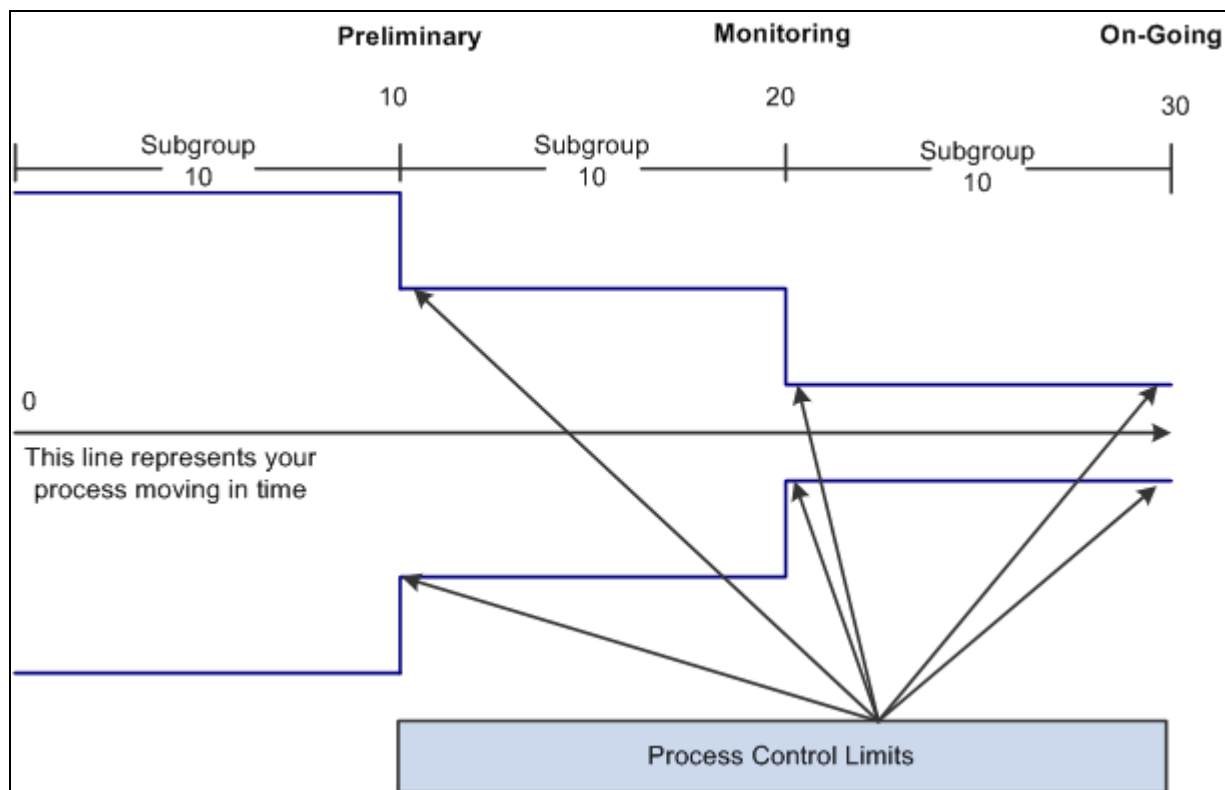 Preliminary
Monitoring
On-Going
10
20
30
Subgroup
10
Subgroup
10
Subgroup
10
0
This line represents your
process moving in time
Process Control Limits